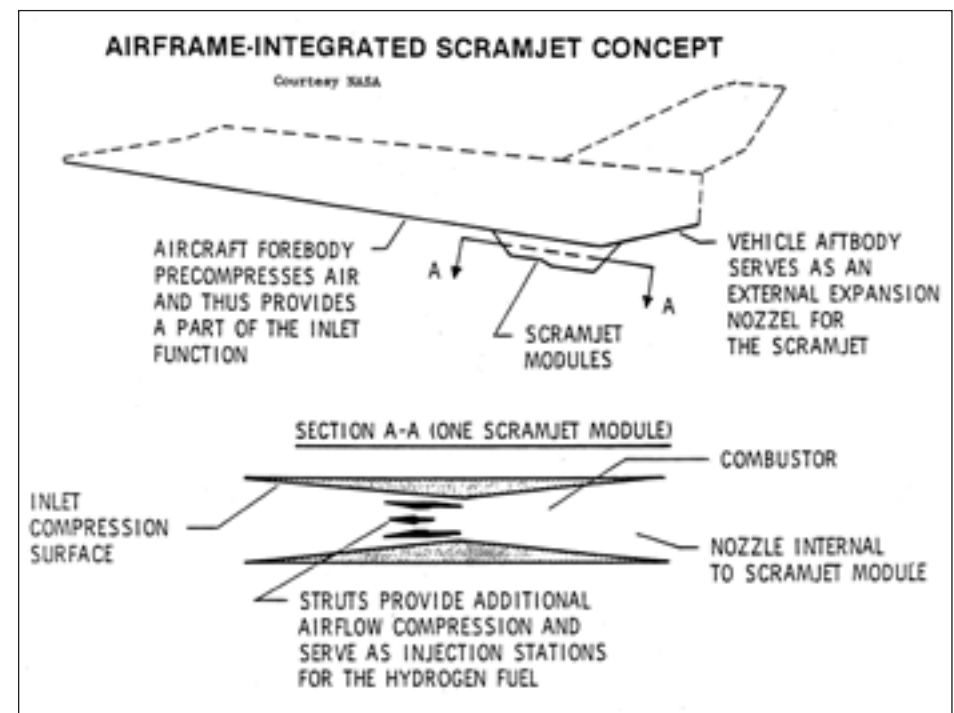 AIRFRAME-INTEGRATED SCRAMJET CONCEPT
Courtesy NASA
AIRCRAFT FOREBODY
PRECOMPRESSES AIR
AND THUS PROVIDES
A PART OF THE INLET
FUNCTION
A
A
SCRAMJET
MODULES
VEHICLE AFTBODY
SERVES AS AN
EXTERNAL EXPANSION
NOZZEL FOR
THE SCRAMJET
SECTION A-A (ONE SCRAMJET MODULE)
COMBUSTOR
INLET
COMPRESSION
SURFACE
NOZZLE INTERNAL
TO SCRAMJET MODULE
STRUTS PROVIDE ADDITIONAL
AIRFLOW COMPRESSION AND
SERVE AS INJECTION STATIONS
FOR THE HYDROGEN FUEL